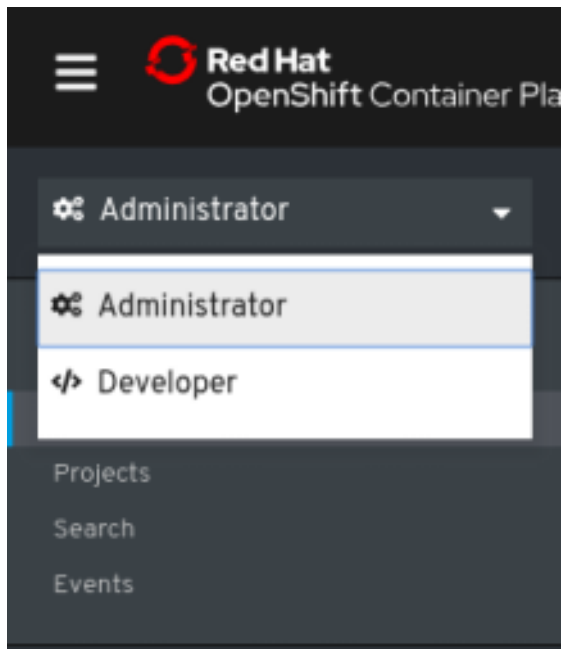 Red Hat
OpenShift Container Pla
Administrator
Administrator
</> Developer
Projects
Search
Events